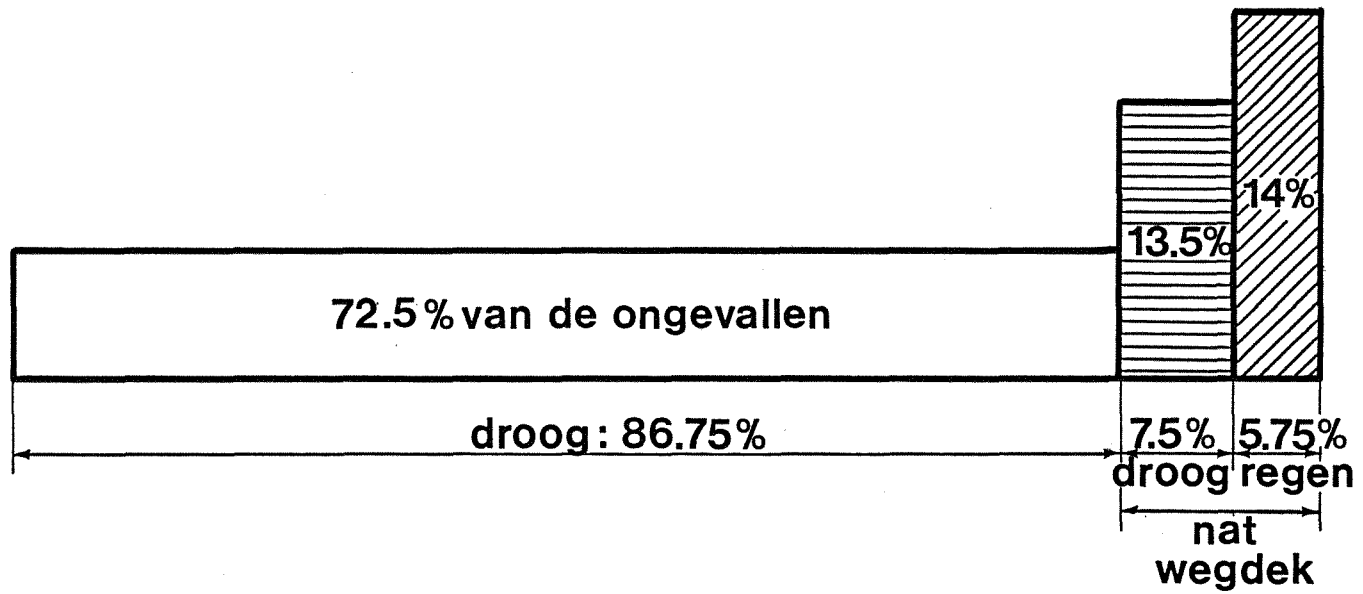 14%
13.5%
72.5% van de ongevallen
droog: 86.75%
7.5% 5.75%
droog regen
nat
wegdek